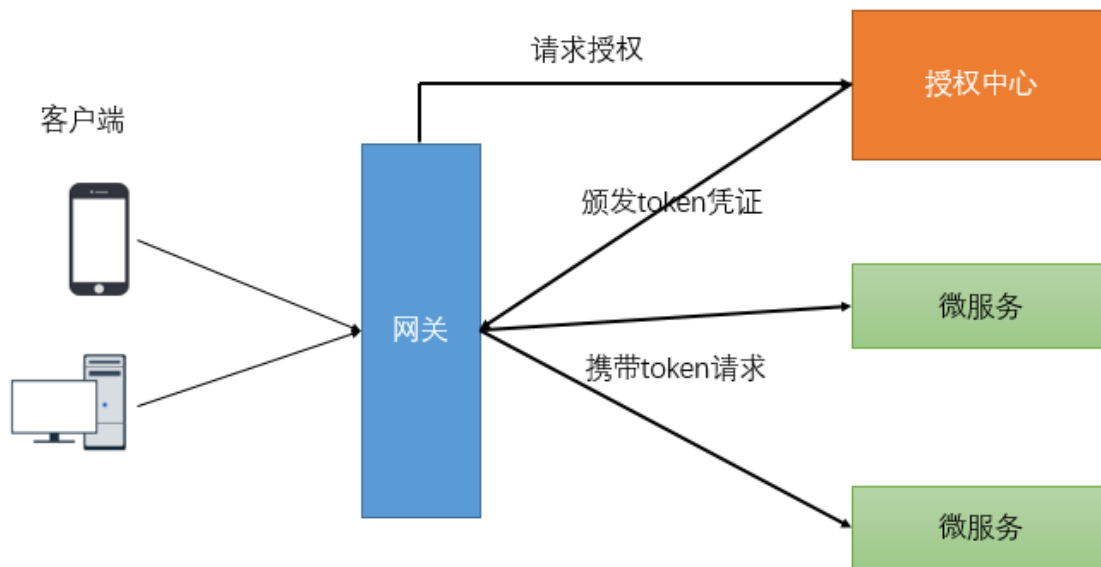 请求授权
授权中心
客户端
颁发token凭证
网关
微服务
携带token请求
微服务